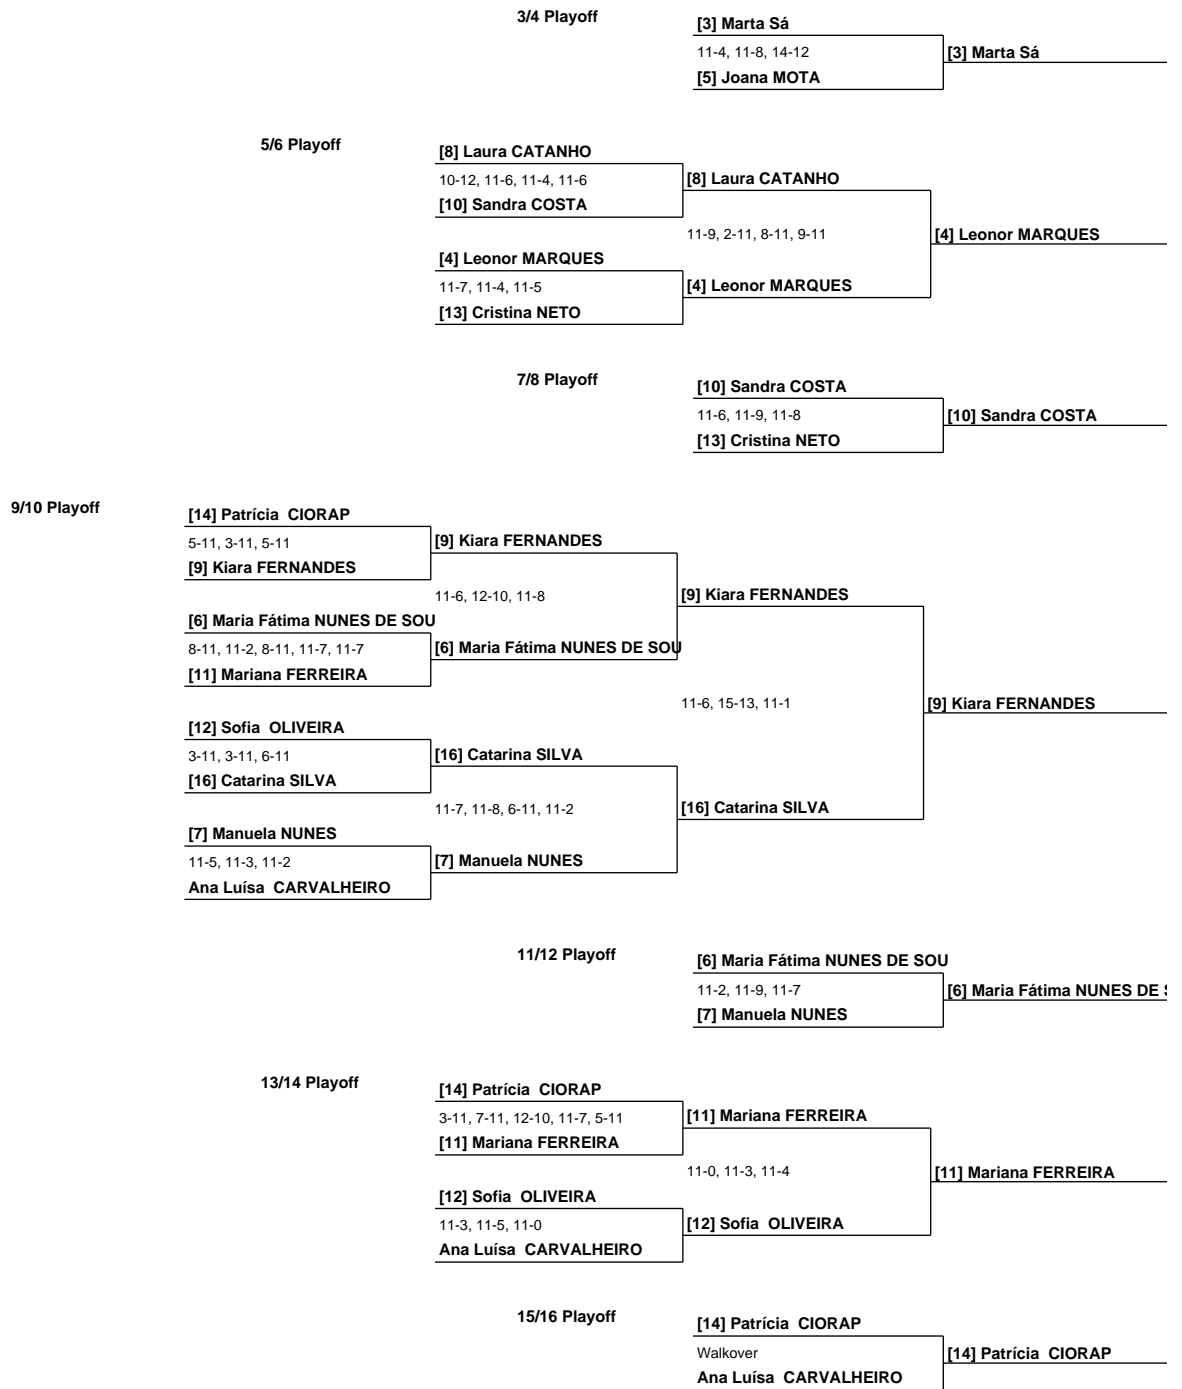 3/4 Playoff
[3] Marta Sá
11-4, 11-8, 14-12
[3] Marta Sá
[5] Joana MOTA
5/6 Playoff
[8] Laura CATANHO
10-12, 11-6, 11-4, 11-6
[8] Laura CATANHO
[10] Sandra COSTA
11-9, 2-11, 8-11, 9-11
[4] Leonor MARQUES
[4] Leonor MARQUES
11-7, 11-4, 11-5
[4] Leonor MARQUES
[13] Cristina NETO
7/8 Playoff
[10] Sandra COSTA
11-6, 11-9, 11-8
[10] Sandra COSTA
[13] Cristina NETO
9/10 Playoff
[14] Patrícia CIORAP
5-11, 3-11, 5-11
[9] Kiara FERNANDES
[9] Kiara FERNANDES
11-6, 12-10, 11-8
[9] Kiara FERNANDES
[6] Maria Fátima NUNES DE SOU
8-11, 11-2, 8-11, 11-7, 11-7
[6] Maria Fátima NUNES DE SOU
[11] Mariana FERREIRA
11-6, 15-13, 11-1
[9] Kiara FERNANDES
[12] Sofia OLIVEIRA
3-11, 3-11, 6-11
[16] Catarina SILVA
[16] Catarina SILVA
11-7, 11-8, 6-11, 11-2
[16] Catarina SILVA
[7] Manuela NUNES
11-5, 11-3, 11-2
[7] Manuela NUNES
Ana Luísa CARVALHEIRO
11/12 Playoff
[6] Maria Fátima NUNES DE SOU
11-2, 11-9, 11-7
[6] Maria Fátima NUNES DE
[7] Manuela NUNES
13/14 Playoff
[14] Patrícia CIORAP
3-11, 7-11, 12-10, 11-7, 5-11
[11] Mariana FERREIRA
[11] Mariana FERREIRA
11-0, 11-3, 11-4
[11] Mariana FERREIRA
[12] Sofia OLIVEIRA
11-3, 11-5, 11-0
[12] Sofia OLIVEIRA
Ana Luísa CARVALHEIRO
15/16 Playoff
[14] Patrícia CIORAP
Walkover
[14] Patrícia CIORAP
Ana Luísa CARVALHEIRO